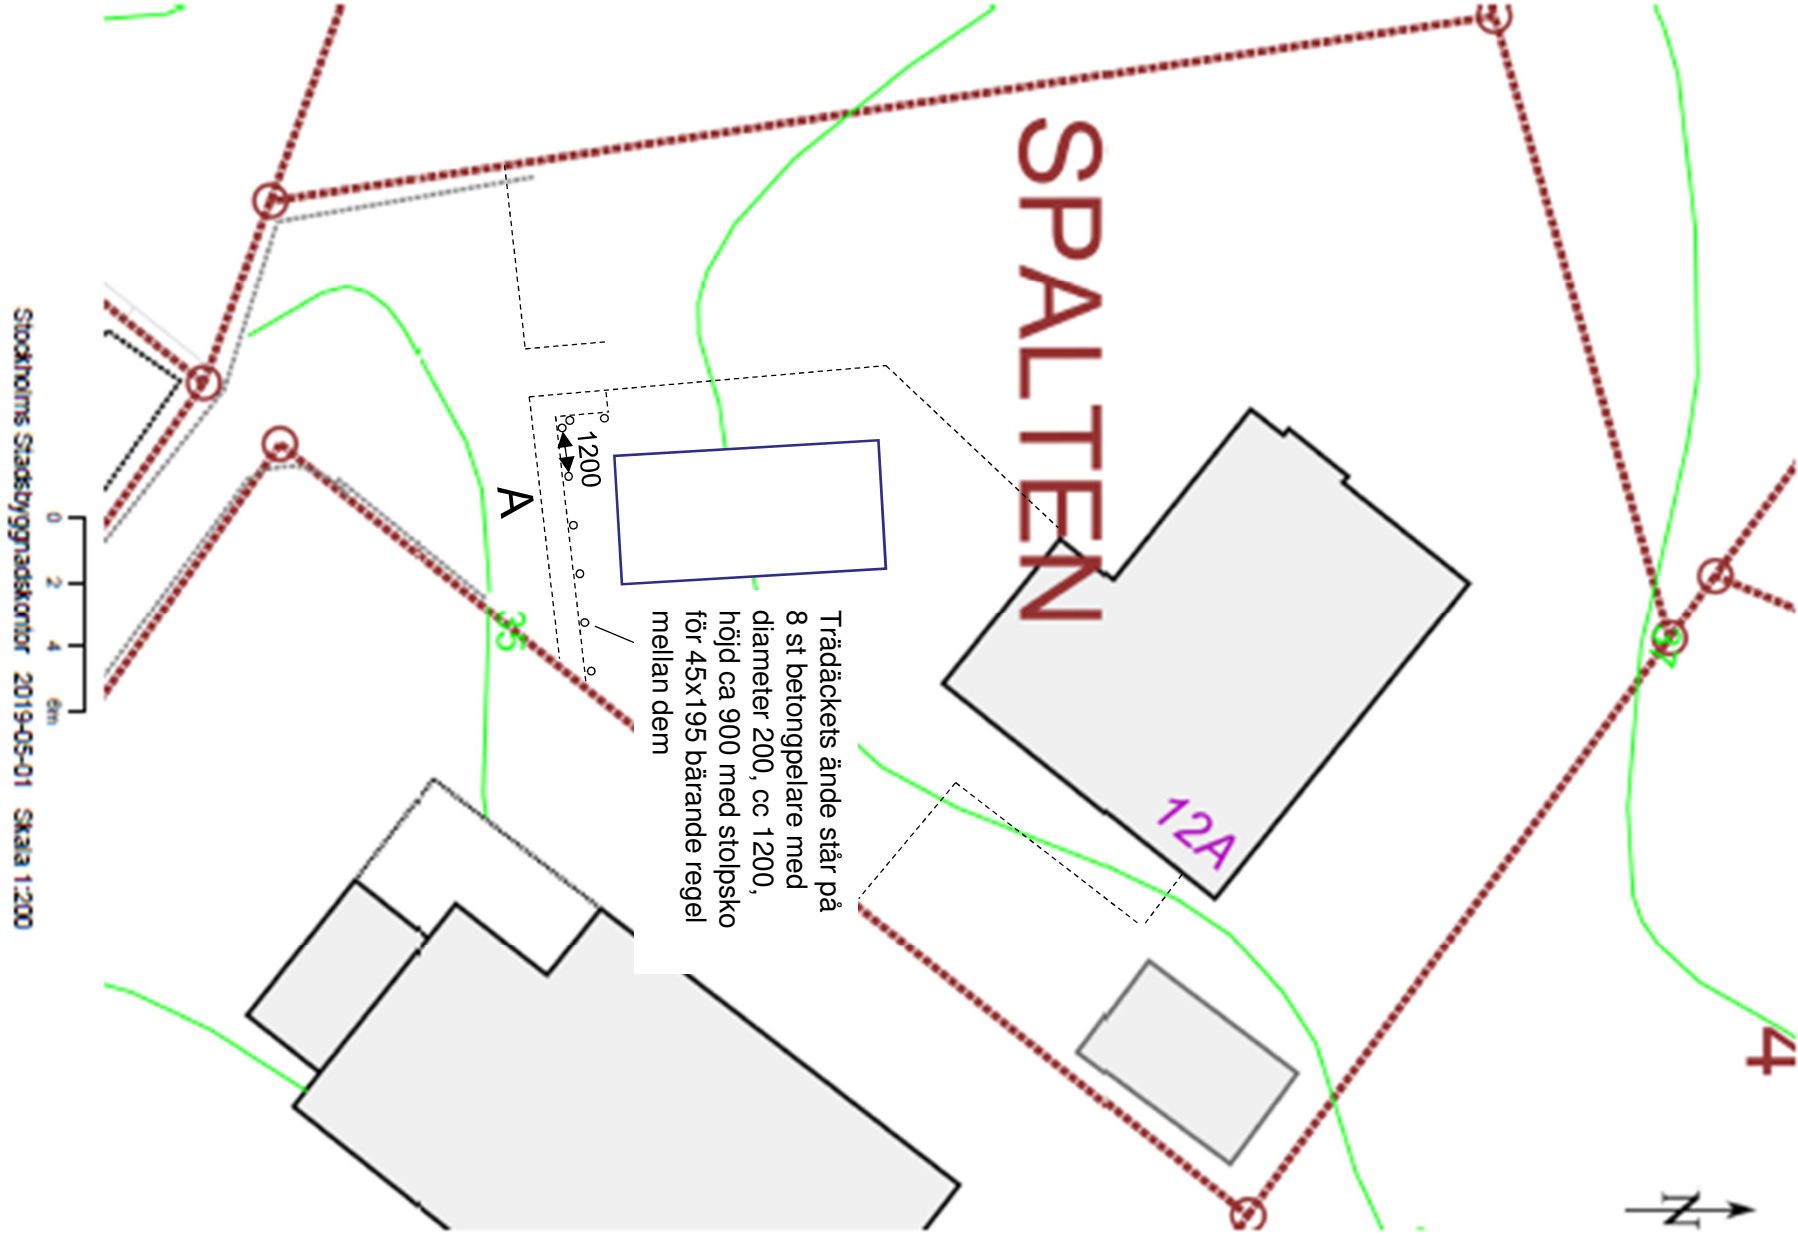 SPALTEN
4
12A
1200
A
35
Trädäckets ände står på
8 st betongpelare med
diameter 200, cc 1200,
höjd ca 900 med stolpsko
för 45x195 bärande regel
mellan dem
N
0 2 4 6m
Stockholms Stadsbyggnadskontor 2019-05-01 Skala 1:200